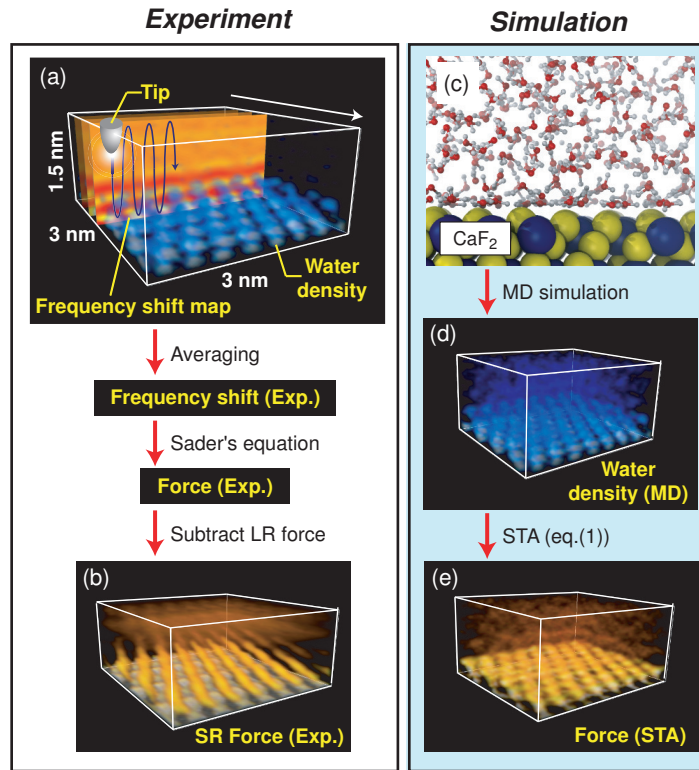 Experiment
(a)
Tip
1.5 nm
3 nm
3 nm
Water
density
Frequency shift map
Averaging
Frequency shift (Exp.)
Sader's equation
Force (Exp.)
Subtract LR force
(b)
SR Force (Exp.)
Simulation
(c)
CaF₂
MD simulation
(d)
Water
density (MD)
STA (eq.(1))
(e)
Force (STA)